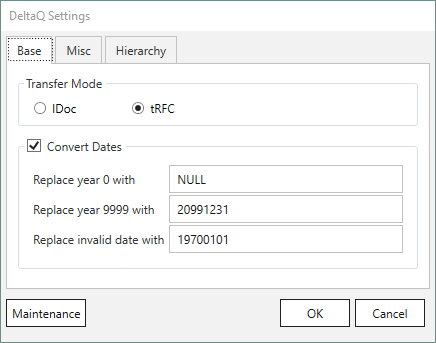 DeltaQ Settings
Base Misc Hierarchy
Transfer Mode
IDoc tRFC
Convert Dates
Replace year 0 with NULL
Replace year 9999 with 20991231
Replace invalid date with 19700101
Maintenance OK Cancel